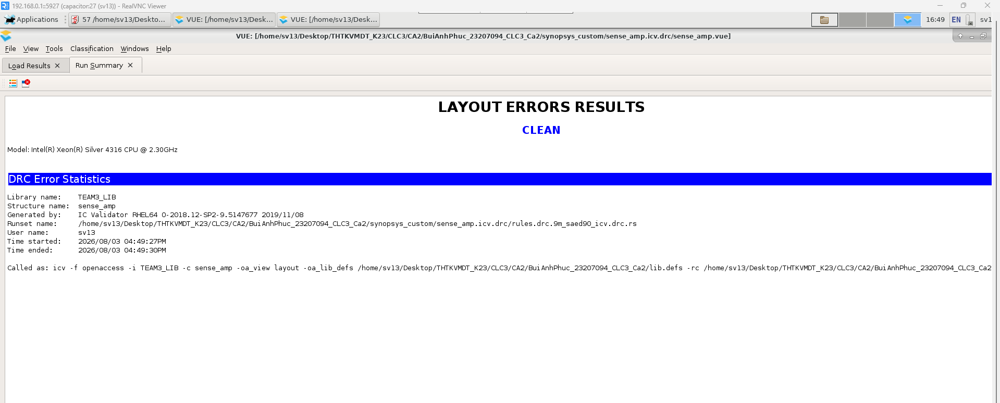 192.168.0.1::5927 (capacitor:27 (sv13)) - RealVNC Viewer
Applications 57 /home/sv13/Deskto... VUE: [/home/sv13/Desk... VUE: [/home/sv13/Desk... 16:49 EN sv1
VUE: [/home/sv13/Desktop/THTKVMDT_K23/CLC3/CA2/BuiAnhPhuc_23207094_CLC3_Ca2/synopsys_custom/sense_amp.icv.drc/sense_amp.vue]
File View Tools Classification Windows Help
Load Results Run Summary
LAYOUT ERRORS RESULTS
CLEAN
Model: Intel(R) Xeon(R) Silver 4316 CPU @ 2.30GHz
DRC Error Statistics
Library name: TEAM3_LIB
Structure name: sense_amp
Generated by: IC Validator RHEL64 O-2018.12-SP2-9.5147677 2019/11/08
Runset name: /home/sv13/Desktop/THTKVMDT_K23/CLC3/CA2/BuiAnhPhuc_23207094_CLC3_Ca2/synopsys_custom/sense_amp.icv.drc/rules.drc.9m_saed90_icv.drc.rs
User name: sv13
Time started: 2026/08/03 04:49:27PM
Time ended: 2026/08/03 04:49:30PM
Called as: icv -f openaccess -i TEAM3_LIB -c sense_amp -oa_view layout -oa_lib_defs /home/sv13/Desktop/THTKVMDT_K23/CLC3/CA2/BuiAnhPhuc_23207094_CLC3_Ca2/lib.defs -rc /home/sv13/Desktop/THTKVMDT_K23/CLC3/CA2/BuiAnhPhuc_23207094_CLC3_Ca2